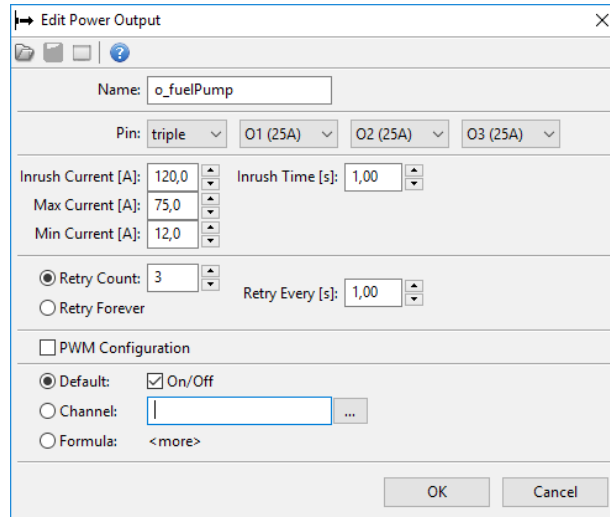 Edit Power Output
Name: o_fuelPump
Pin: triple O1 (25A) O2 (25A) O3 (25A)
Inrush Current [A]: 120,0 Inrush Time [s]: 1,00
Max Current [A]: 75,0
Min Current [A]: 12,0
Retry Count: 3
Retry Every [s]: 1,00
Retry Forever
PWM Configuration
Default: On/Off
Channel: ...
Formula: <more>
OK Cancel